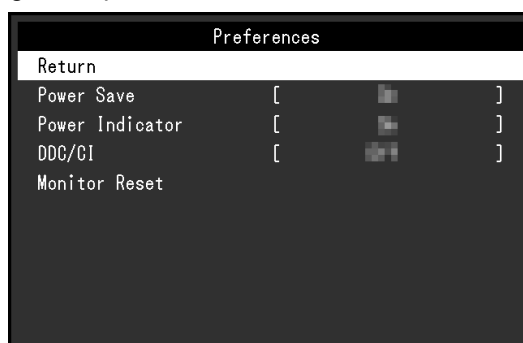 Preferences
Return
Power Save [ ]
Power Indicator [ ]
DDC/CI [ ]
Monitor Reset